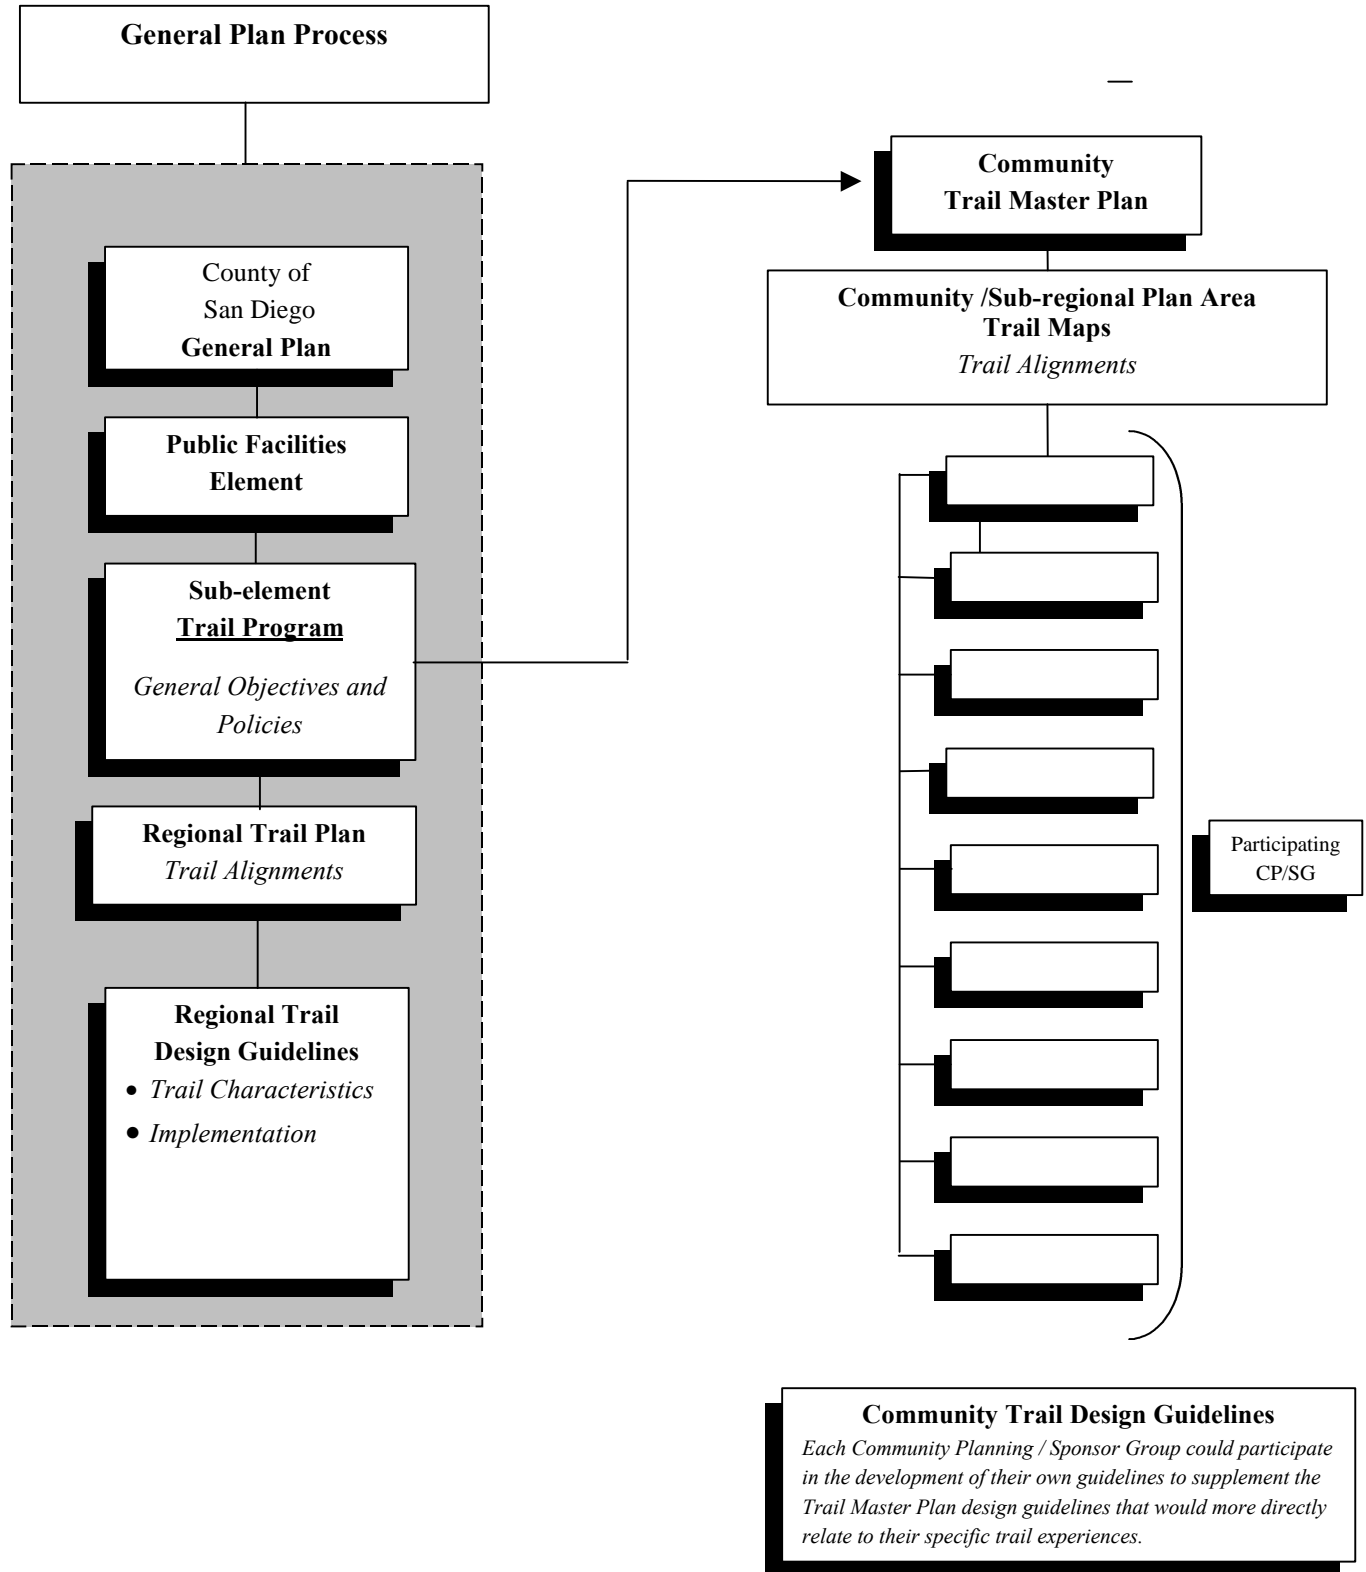 General Plan Process
County of
San Diego
General Plan
Public Facilities
Element
Sub-element
Trail Program
General Objectives and
Policies
Regional Trail Plan
Trail Alignments
Regional Trail
Design Guidelines
• Trail Characteristics
• Implementation
Community
Trail Master Plan
Community /Sub-regional Plan Area
Trail Maps
Trail Alignments
Participating
CP/SG
Community Trail Design Guidelines
Each Community Planning / Sponsor Group could participate
in the development of their own guidelines to supplement the
Trail Master Plan design guidelines that would more directly
relate to their specific trail experiences.